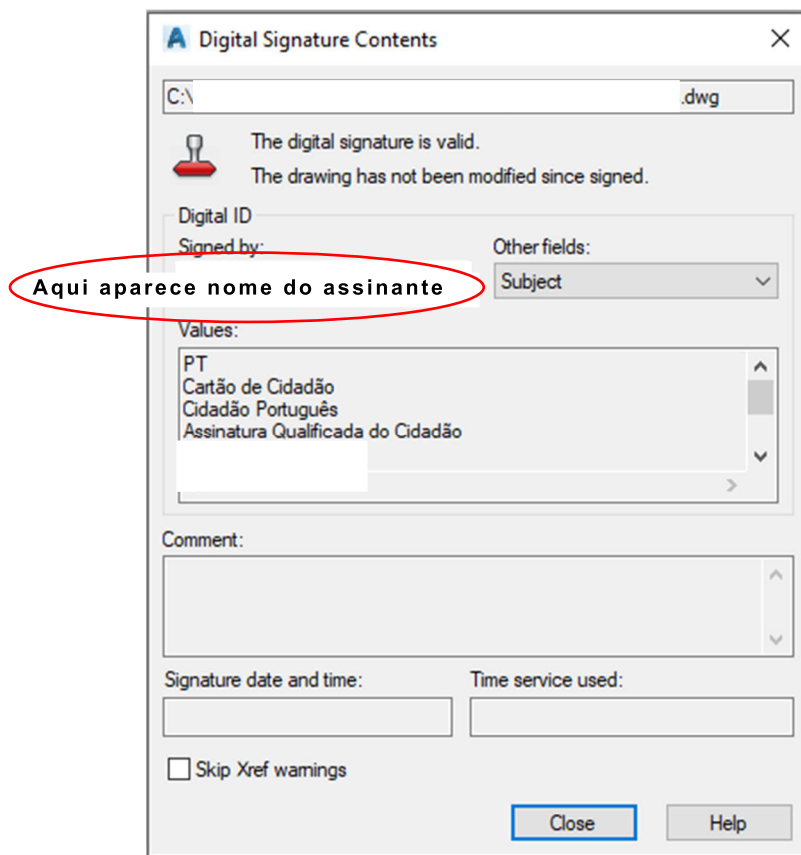 Digital Signature Contents
C:\ .dwg
The digital signature is valid.
The drawing has not been modified since signed.
Digital ID
Signed by: Other fields:
Aqui aparece nome do assinante Subject
Values:
PT
Cartão de Cidadão
Cidadão Português
Assinatura Qualificada do Cidadão
Comment:
Signature date and time: Time service used:
Skip Xref warnings
Close Help